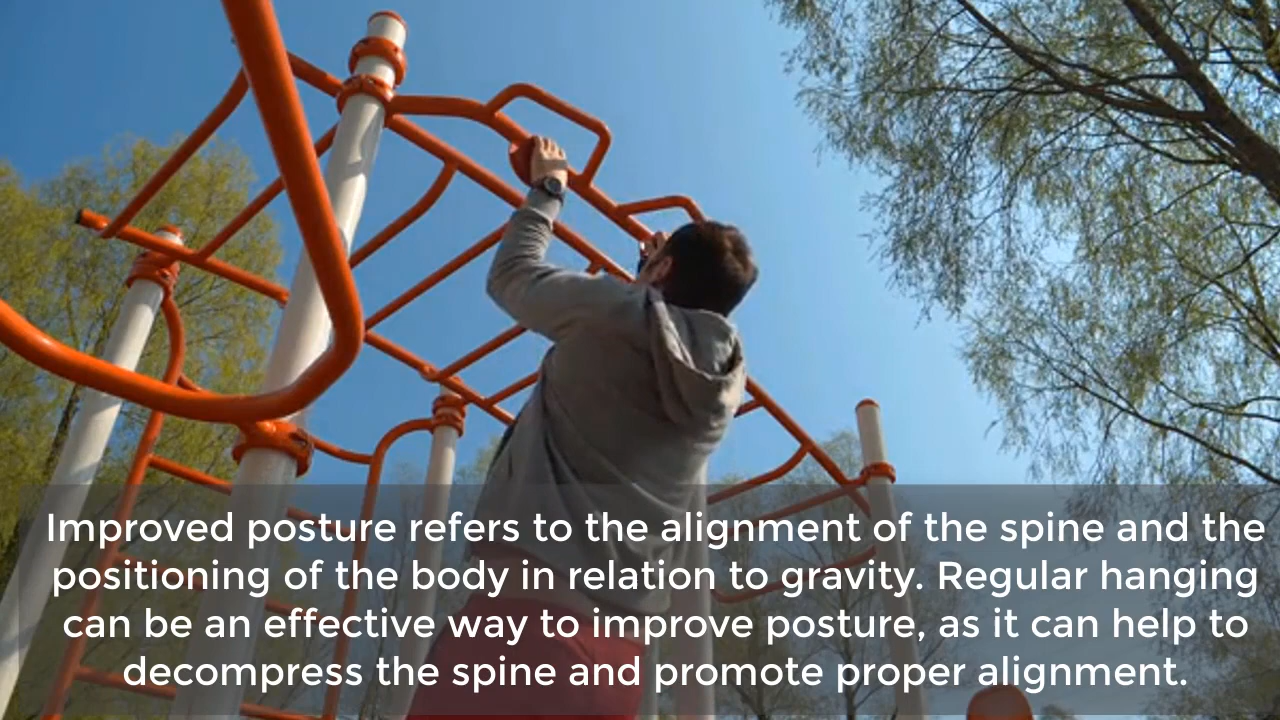 Improved posture refers to the alignment of the spine and the
positioning of the body in relation to gravity. Regular hanging
can be an effective way to improve posture, as it can help to
decompress the spine and promote proper alignment.